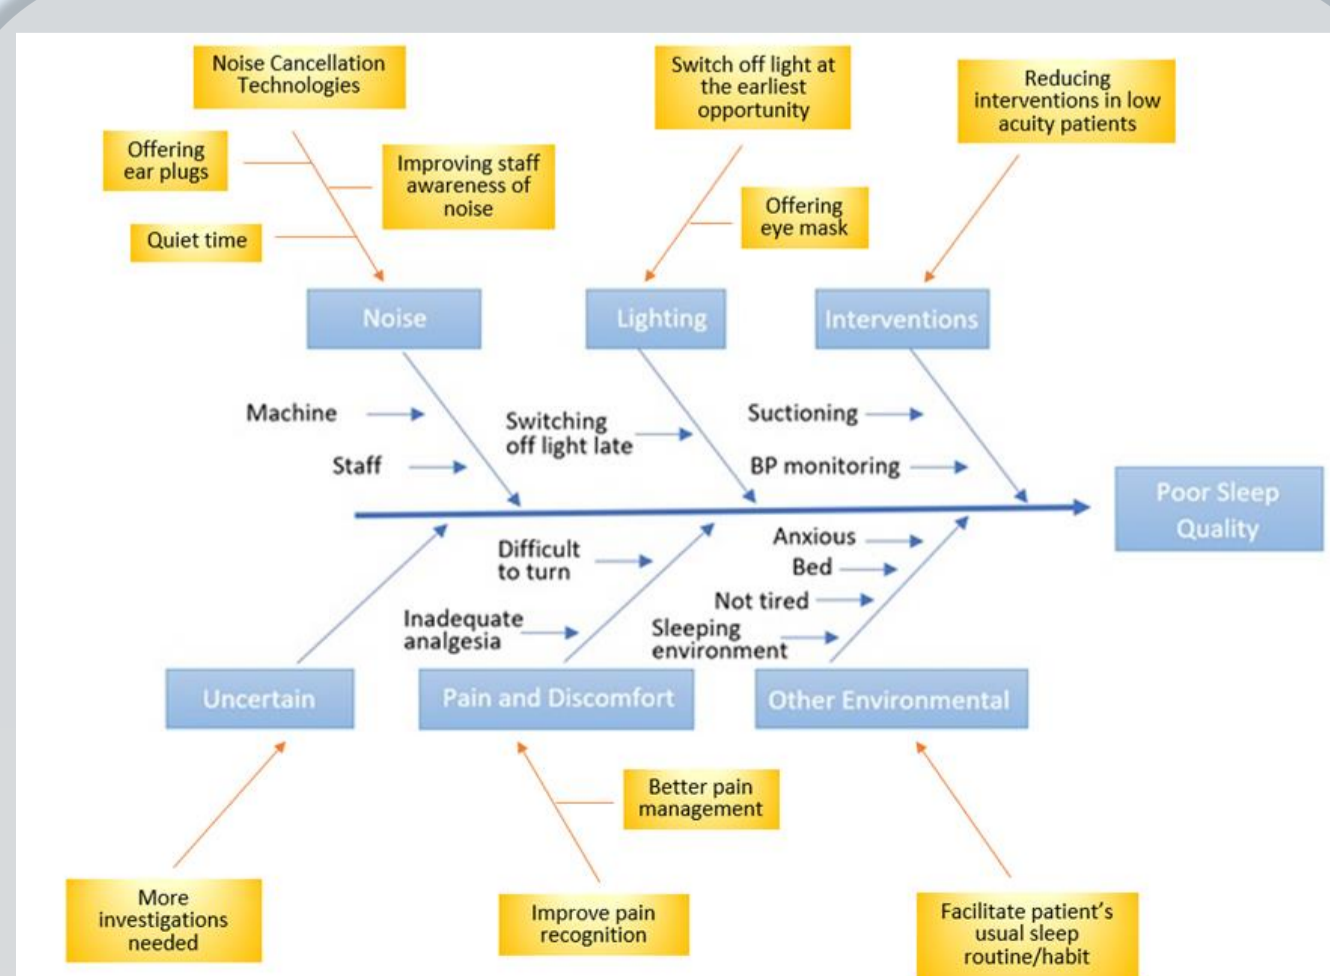 Noise Cancellation
Technologies
Switch off light at
the earliest
opportunity
Reducing
interventions in low
acuity patients
Offering
ear plugs
Improving staff
awareness of
noise
Offering
eye mask
Quiet time
Noise
Lighting
Interventions
Machine
Staff
Switching
off light late
Suctioning
BP monitoring
Poor Sleep
Quality
Difficult
to turn
Inadequate
analgesia
Anxious
Bed
Not tired
Sleeping
environment
Uncertain
Pain and Discomfort
Other Environmental
Better pain
management
More
investigations
needed
Improve pain
recognition
Facilitate patient’s
usual sleep
routine/habit